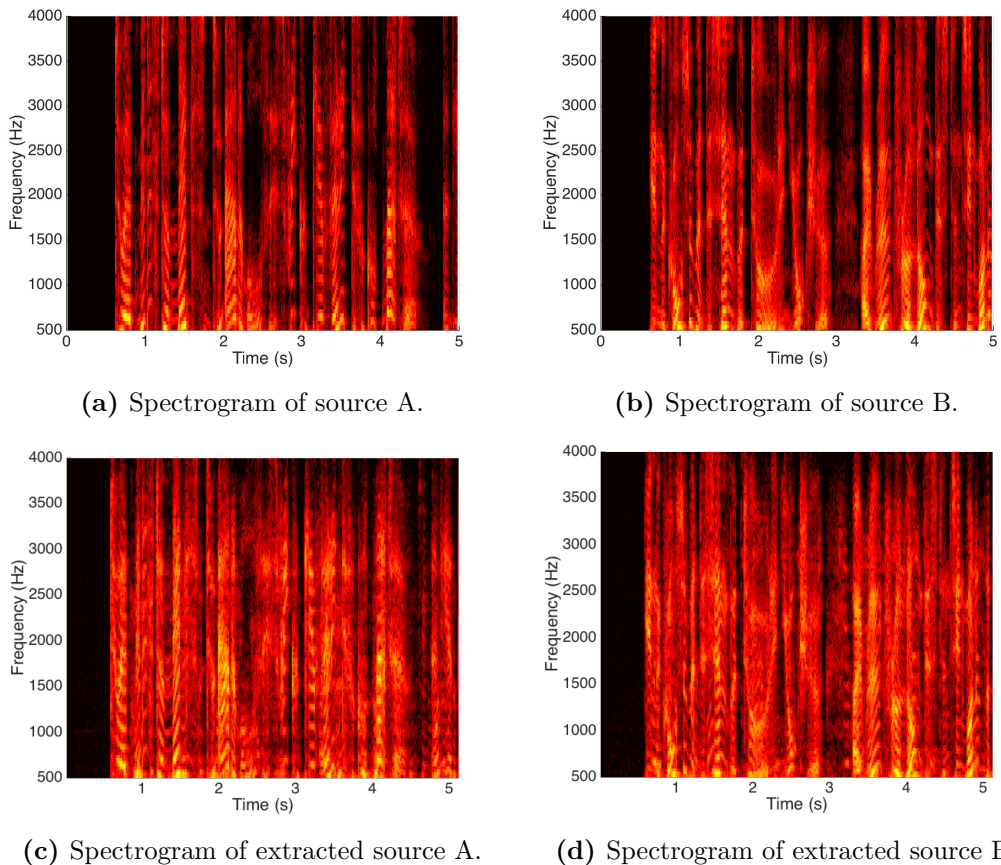 4000
3500
3000
2500
2000
1500
1000
500
Frequency (Hz)
0 1 2 3 4 5
Time (s)
(a) Spectrogram of source A.
4000
3500
3000
2500
2000
1500
1000
500
Frequency (Hz)
0 1 2 3 4 5
Time (s)
(b) Spectrogram of source B.
4000
3500
3000
2500
2000
1500
1000
500
Frequency (Hz)
1 2 3 4 5
Time (s)
(c) Spectrogram of extracted source A.
4000
3500
3000
2500
2000
1500
1000
500
Frequency (Hz)
1 2 3 4 5
Time (s)
(d) Spectrogram of extracted source